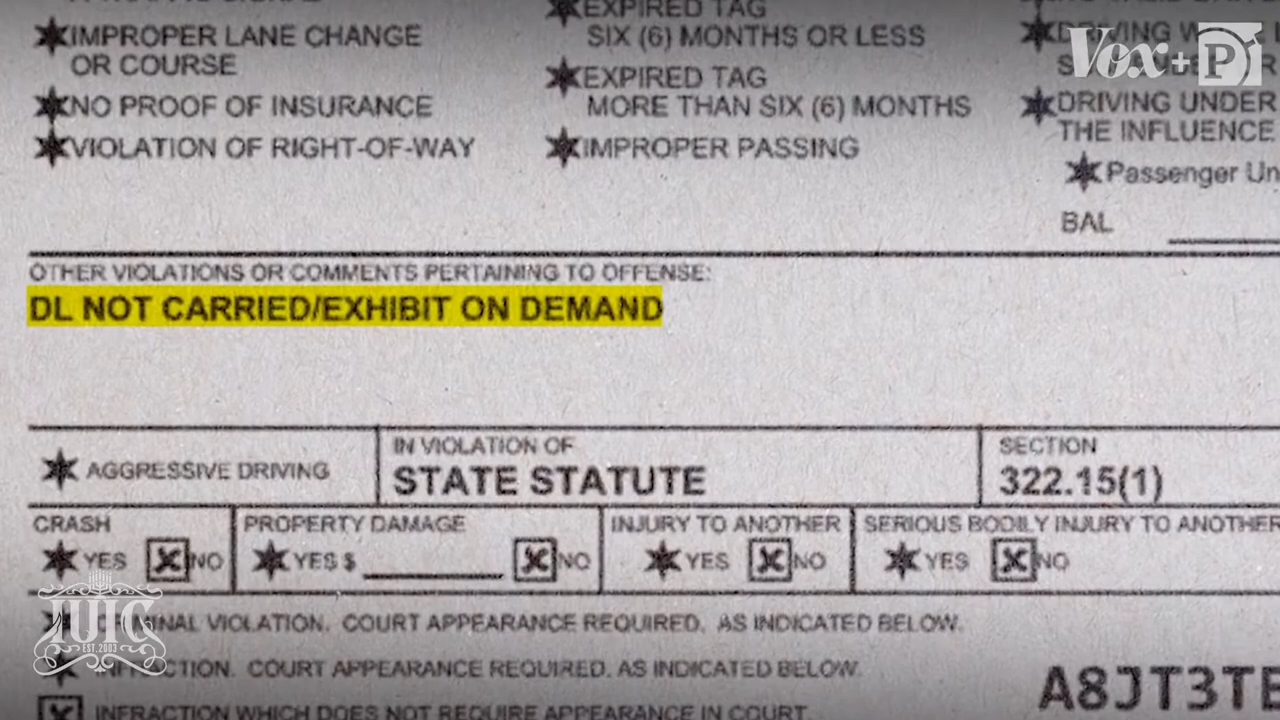 EXPIRED TAG
SIX (6) MONTHS OR LESS
IMPROPER LANE CHANGE
OR COURSE
EXPIRED TAG
MORE THAN SIX (6) MONTHS
NO PROOF OF INSURANCE
DRIVING UNDER
THE INFLUENCE
VIOLATION OF RIGHT-OF-WAY
IMPROPER PASSING
Passenger
BAL
Vox+P
OTHER VIOLATIONS OR COMMENTS PERTAINING TO OFFENSE:
DL NOT CARRIED/EXHIBIT ON DEMAND
AGGRESSIVE DRIVING
IN VIOLATION OF
STATE STATUTE
SECTION
322.15(1)
CRASH
YES NO
PROPERTY DAMAGE
YES $ NO
INJURY TO ANOTHER
YES NO
SERIOUS BODILY INJURY TO ANOTHER
YES NO
IUIC
EST. 2003
VIOLATION. COURT APPEARANCE REQUIRED, AS INDICATED BELOW.
COURT APPEARANCE REQUIRED. AS INDICATED BELOW.
INFRACTION WHICH DOES NOT REQUIRE APPEARANCE IN COURT.
A8JT3TE